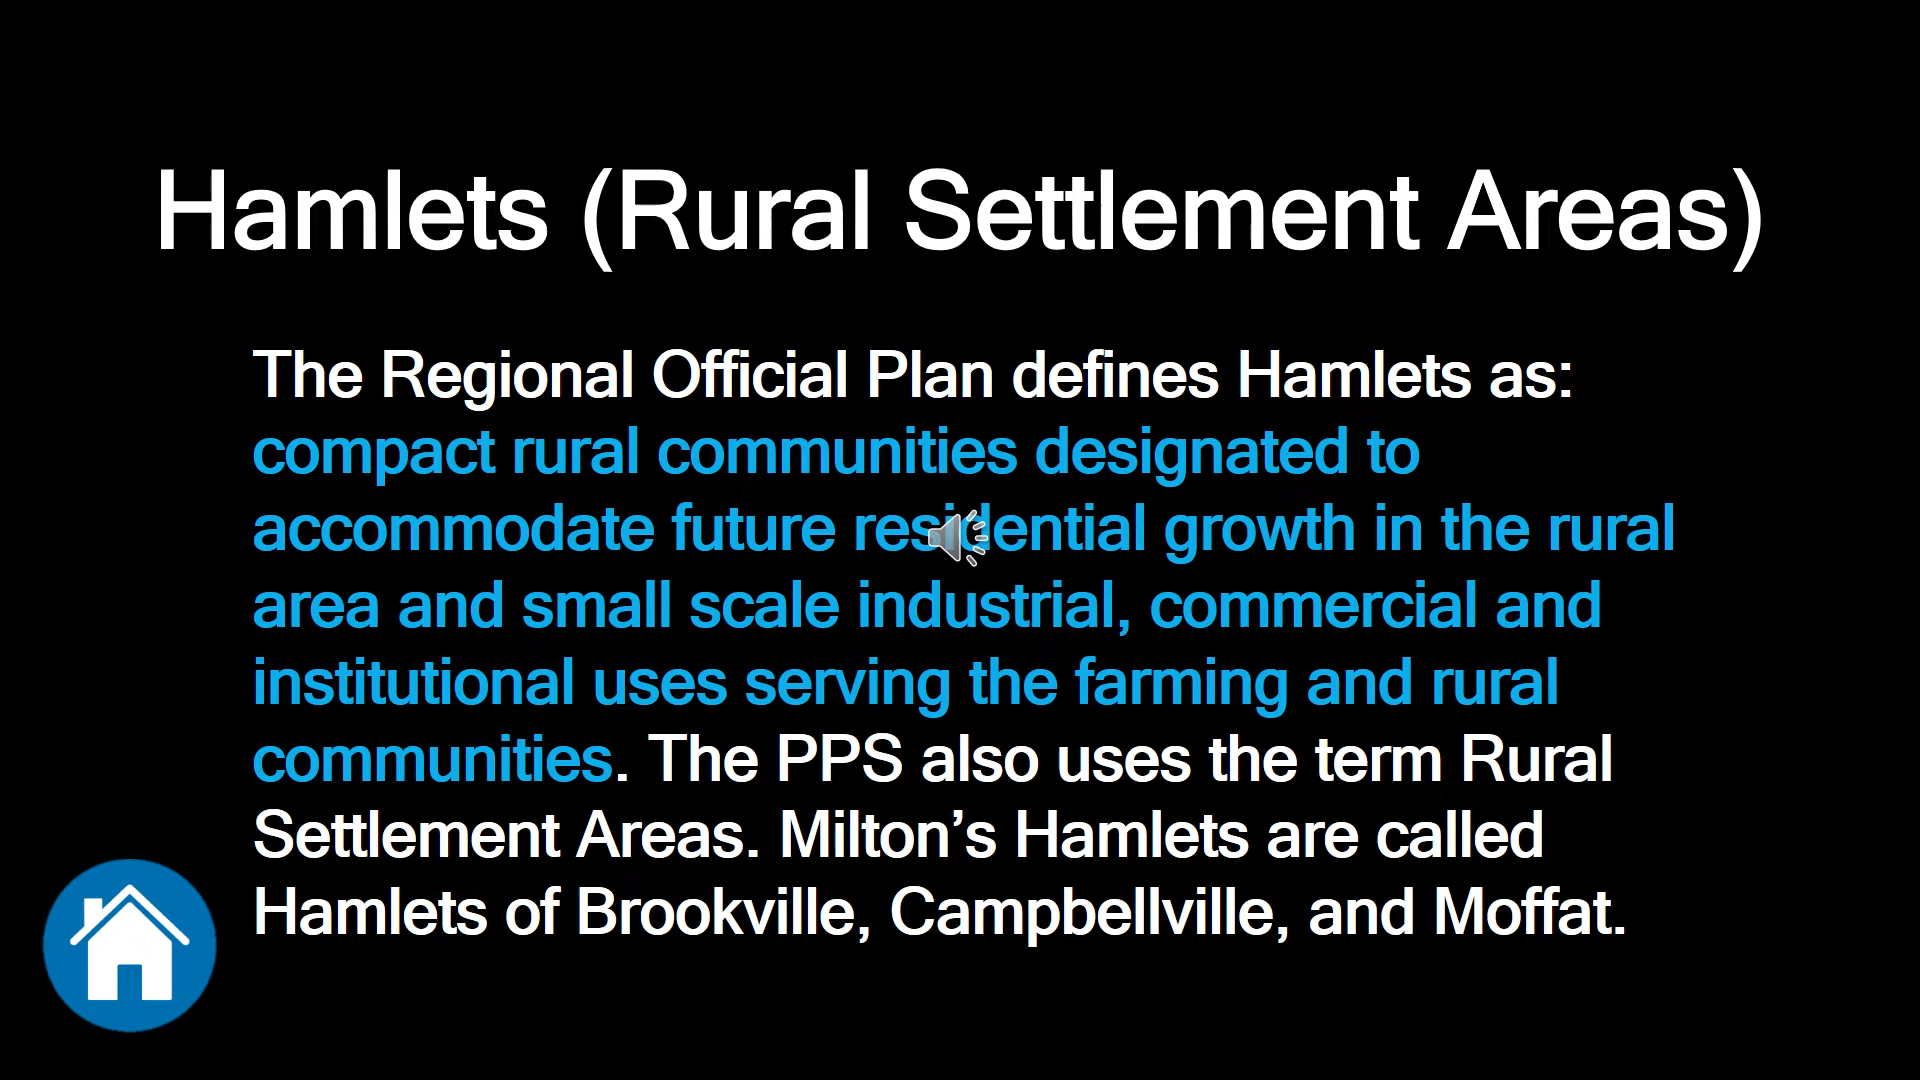 Hamlets (Rural Settlement Areas)
The Regional Official Plan defines Hamlets as:
compact rural communities designated to
accommodate future residential growth in the rural
area and small scale industrial, commercial and
institutional uses serving the farming and rural
communities. The PPS also uses the term Rural
Settlement Areas. Milton’s Hamlets are called
Hamlets of Brookville, Campbellville, and Moffat.